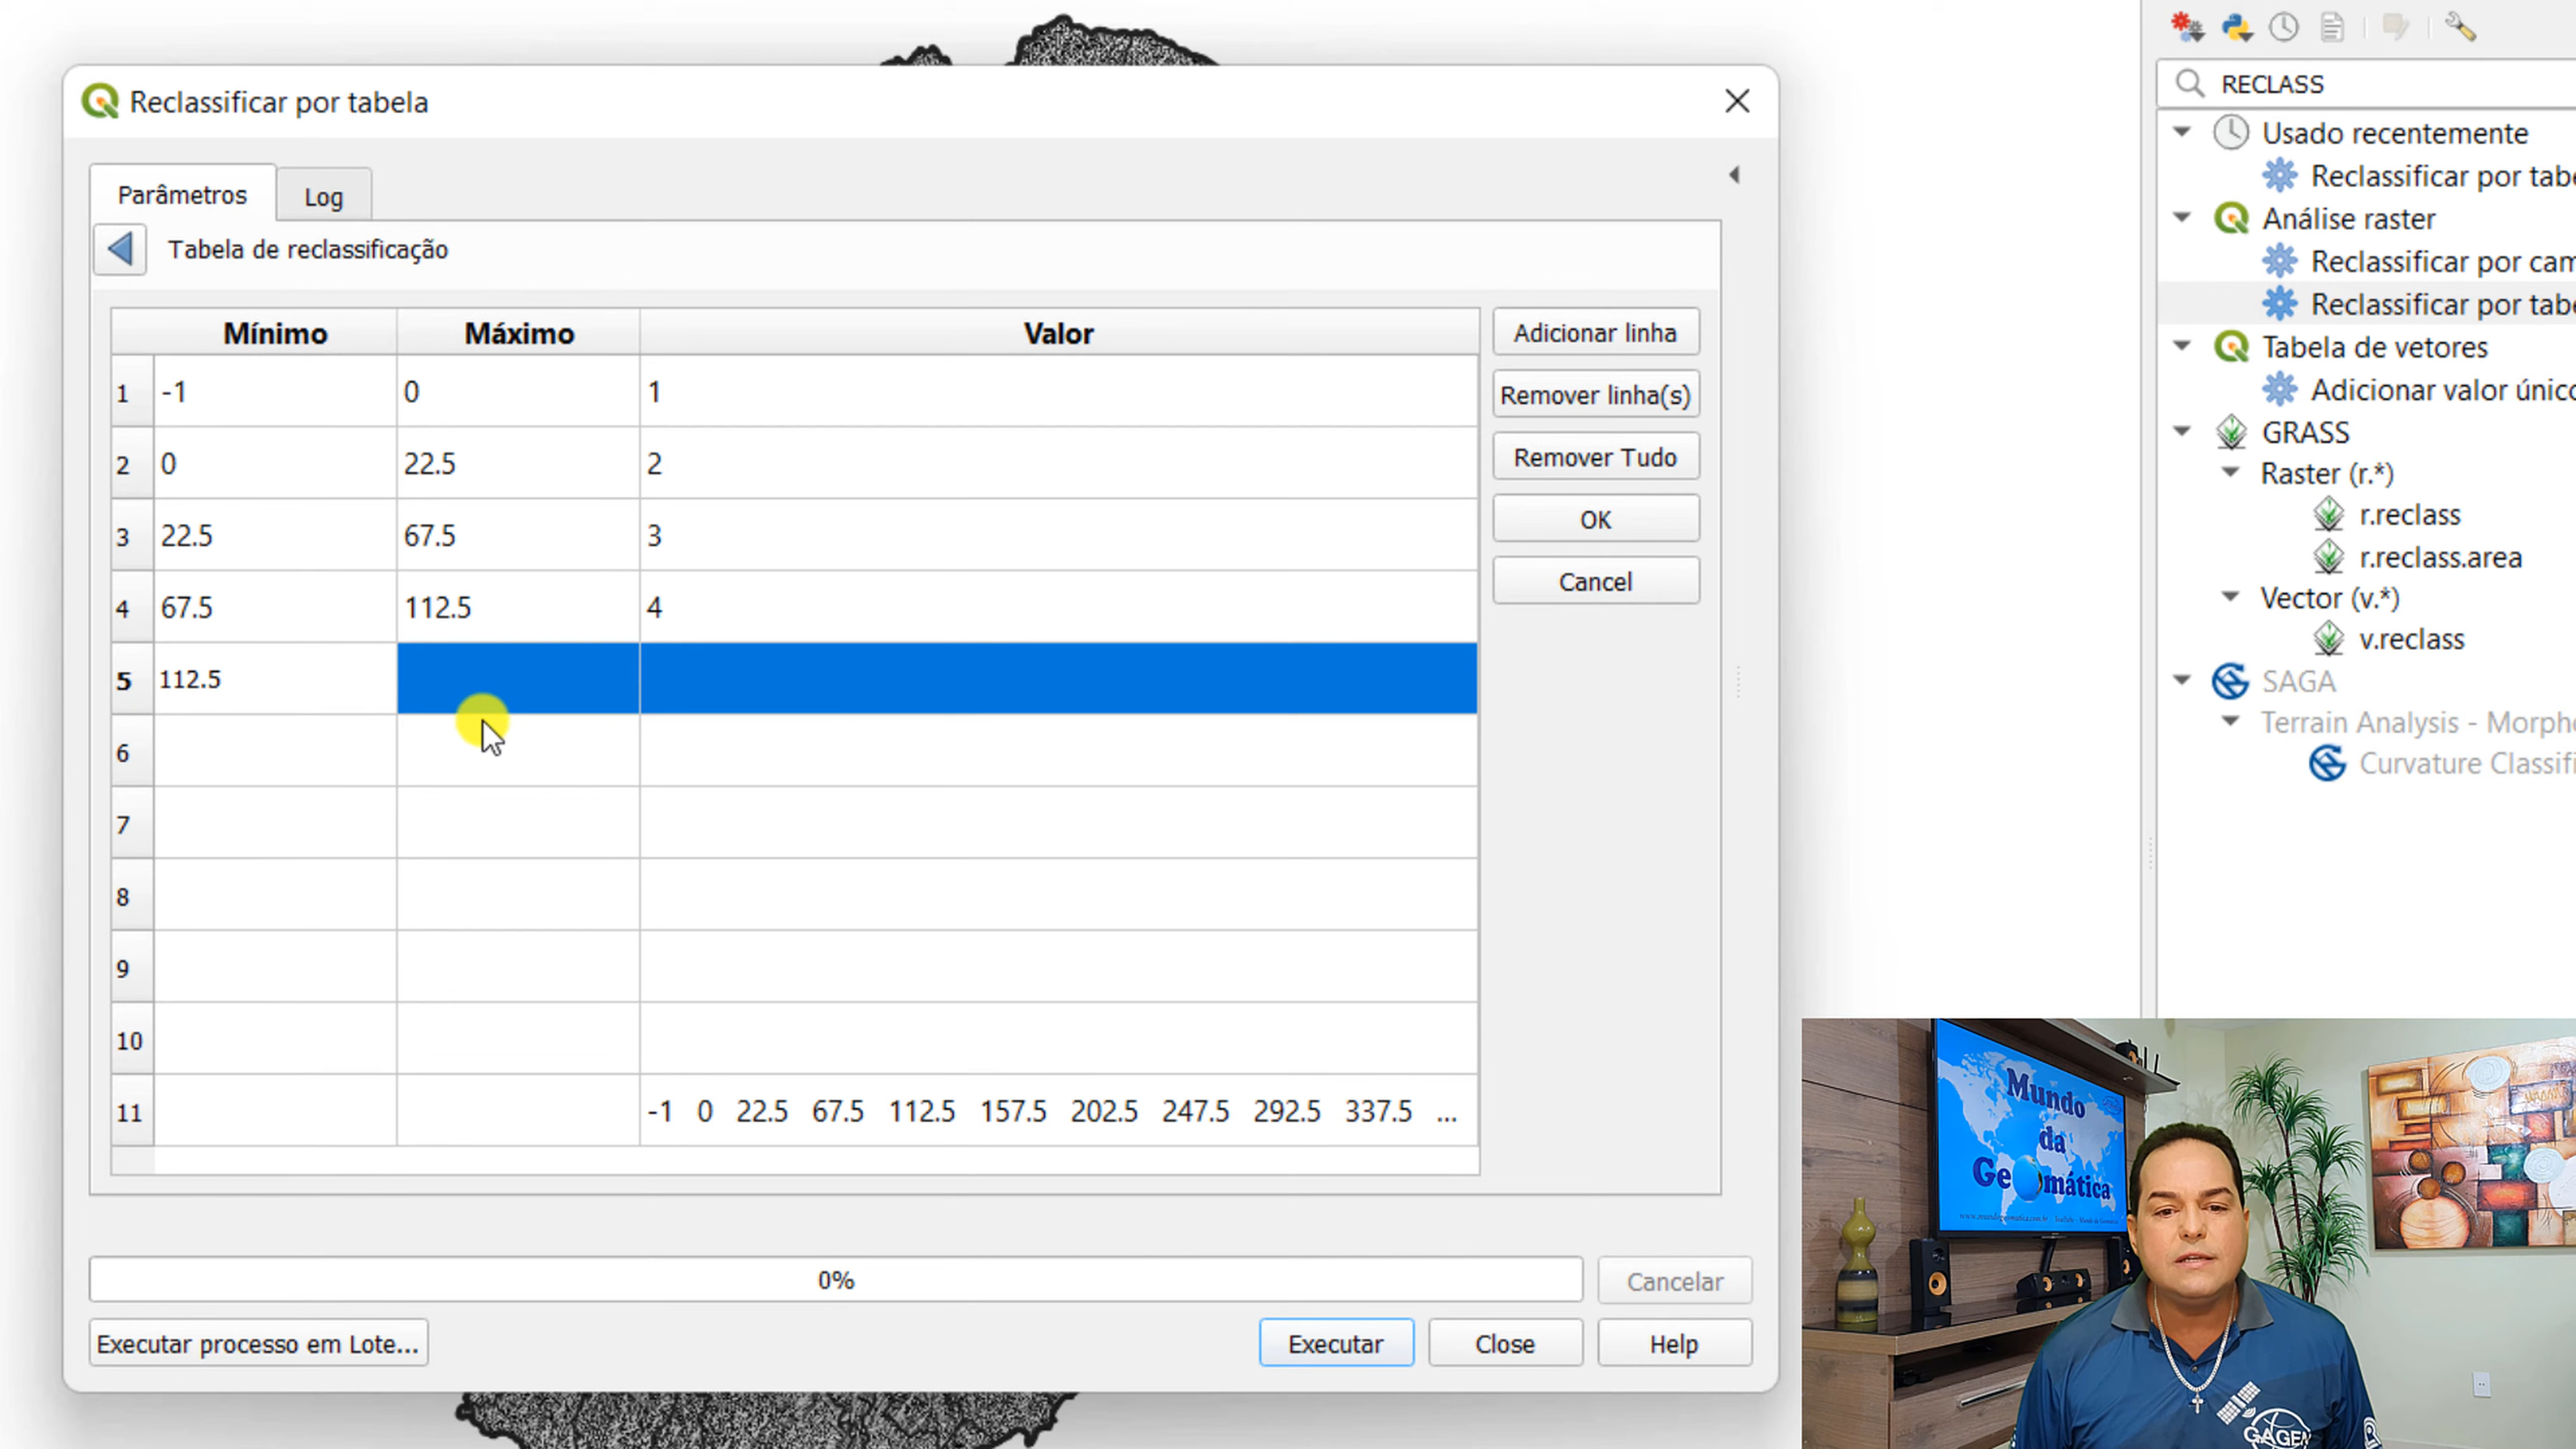 Reclassificar por tabela
Parâmetros
Log
Tabela de reclassificação
Mínimo Máximo Valor
1 -1 0 1
2 0 22.5 2
3 22.5 67.5 3
4 67.5 112.5 4
5 112.5
6
7
8
9
10
11 -1 0 22.5 67.5 112.5 157.5 202.5 247.5 292.5 337.5 ...
Adicionar linha
Remover linha(s)
Remover Tudo
OK
Cancel
0%
Cancelar
Executar processo em Lote...
Executar
Close
Help
RECLASS
Usado recentemente
Reclassificar por tabe
Análise raster
Reclassificar por cam
Reclassificar por tabe
Tabela de vetores
Adicionar valor único
GRASS
Raster (r.*)
r.reclass
r.reclass.area
Vector (v.*)
v.reclass
SAGA
Terrain Analysis - Morpho
Curvature Classifi
Mundo
da
Geomática
GAGEM